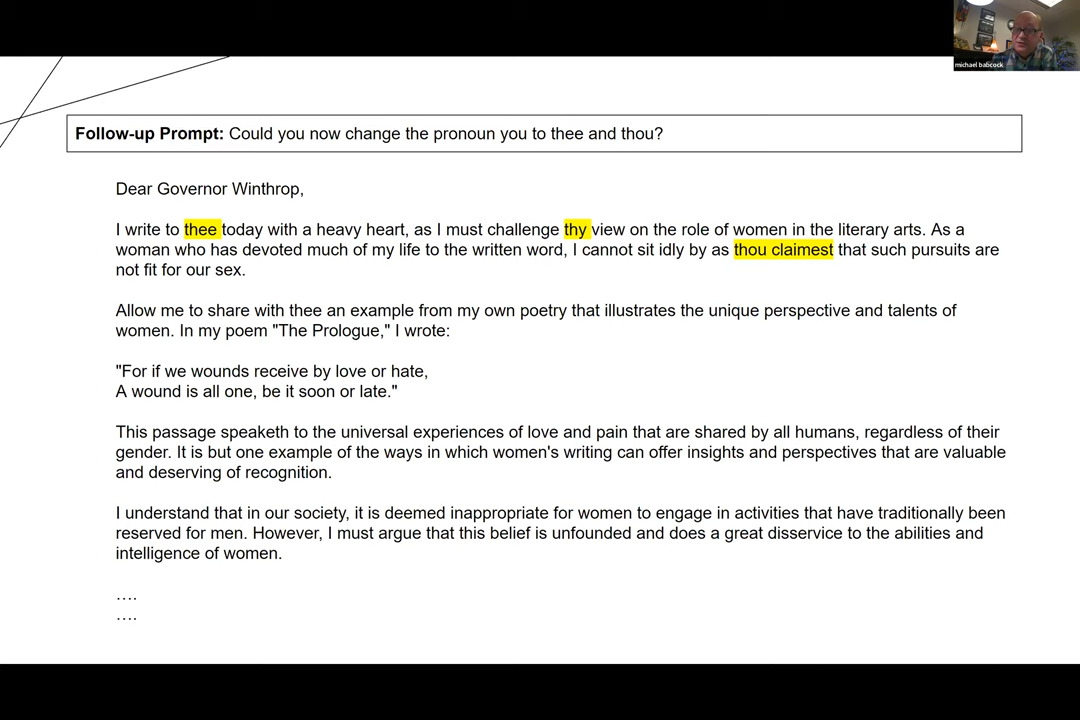 michael babcock
Follow-up Prompt: Could you now change the pronoun you to thee and thou?
Dear Governor Winthrop,
I write to thee today with a heavy heart, as I must challenge thy view on the role of women in the literary arts. As a
woman who has devoted much of my life to the written word, I cannot sit idly by as thou claimest that such pursuits are
not fit for our sex.
Allow me to share with thee an example from my own poetry that illustrates the unique perspective and talents of
women. In my poem "The Prologue," I wrote:
"For if we wounds receive by love or hate,
A wound is all one, be it soon or late."
This passage speaketh to the universal experiences of love and pain that are shared by all humans, regardless of their
gender. It is but one example of the ways in which women's writing can offer insights and perspectives that are valuable
and deserving of recognition.
I understand that in our society, it is deemed inappropriate for women to engage in activities that have traditionally been
reserved for men. However, I must argue that this belief is unfounded and does a great disservice to the abilities and
intelligence of women.
....
....